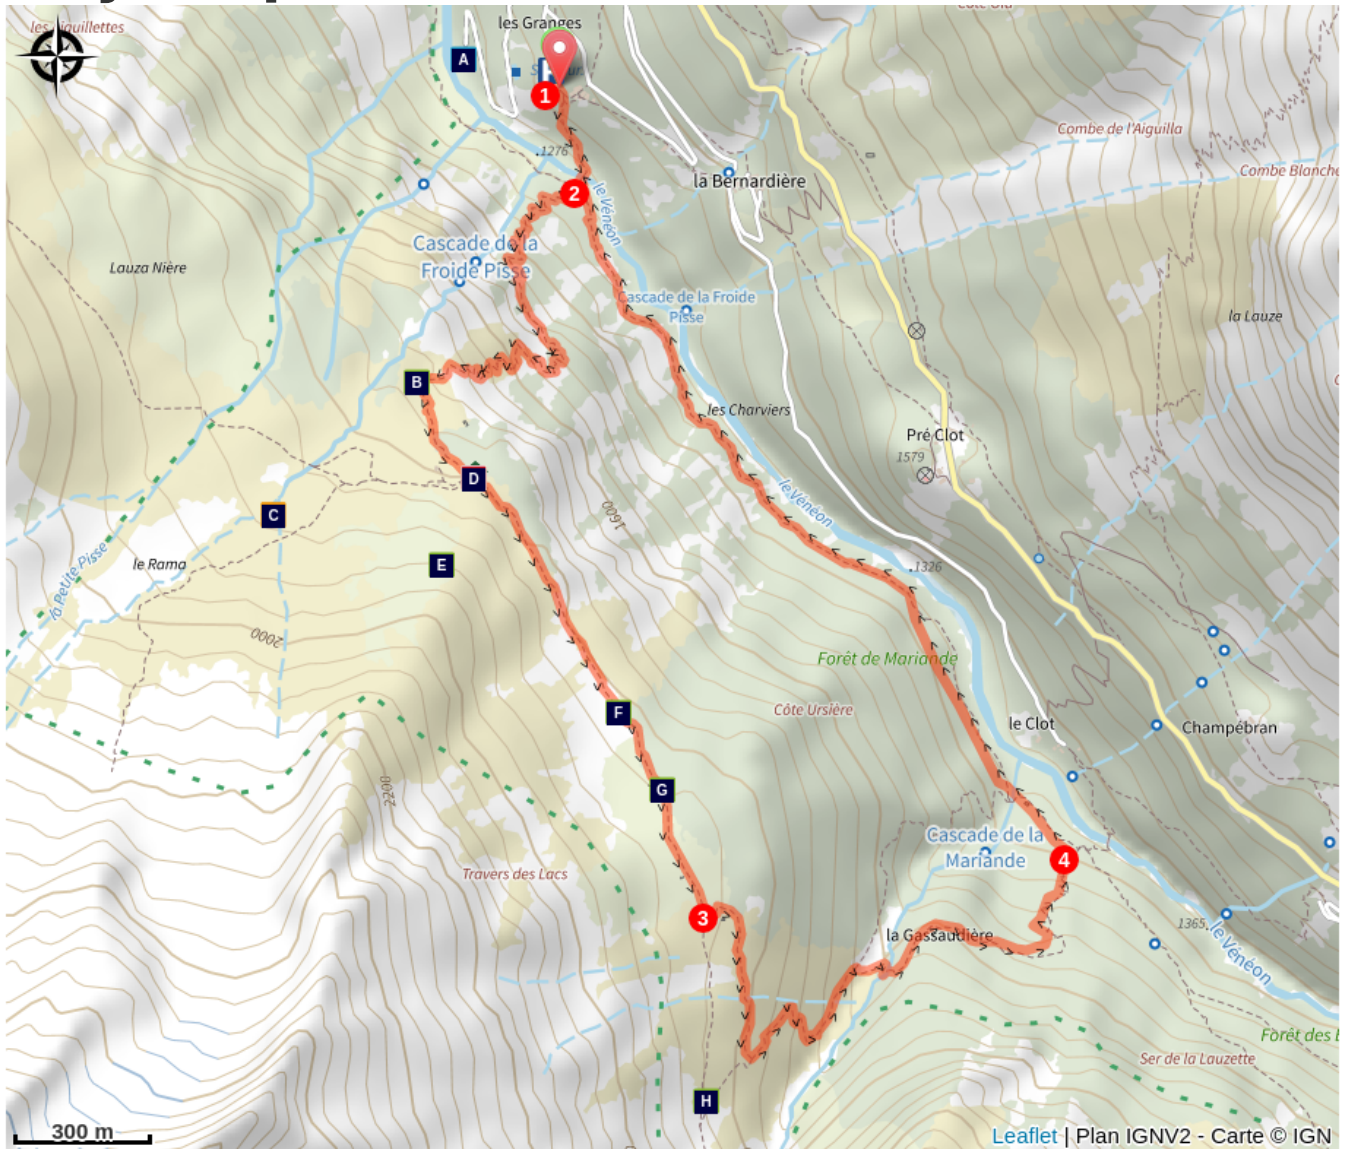 les Granges
les Aiguillettes
A
1
.1276
Combe de l'Aiguilla
Combe Blanche
la Bernardière
2
le Vénéon
Cascade de la
Froide Pisse
Lauza Nière
Cascade de la Froide
Pisse
la Lauze
B
les Charviers
Pré Clot
1579
D
C
1600
le Vénéon
E
le Rama
la Petite Pisse
.1326
2000
Forêt de Mariande
F
Côte Ursière
le Clot
Champébran
G
2200
Cascade de la
Mariande
4
Travers des Lacs
3
la Gassaudière
1365
le Vénéon
Forêt des
Ser de la Lauzette
H
300 m
Leaflet | Plan IGNV2 - Carte © IGN